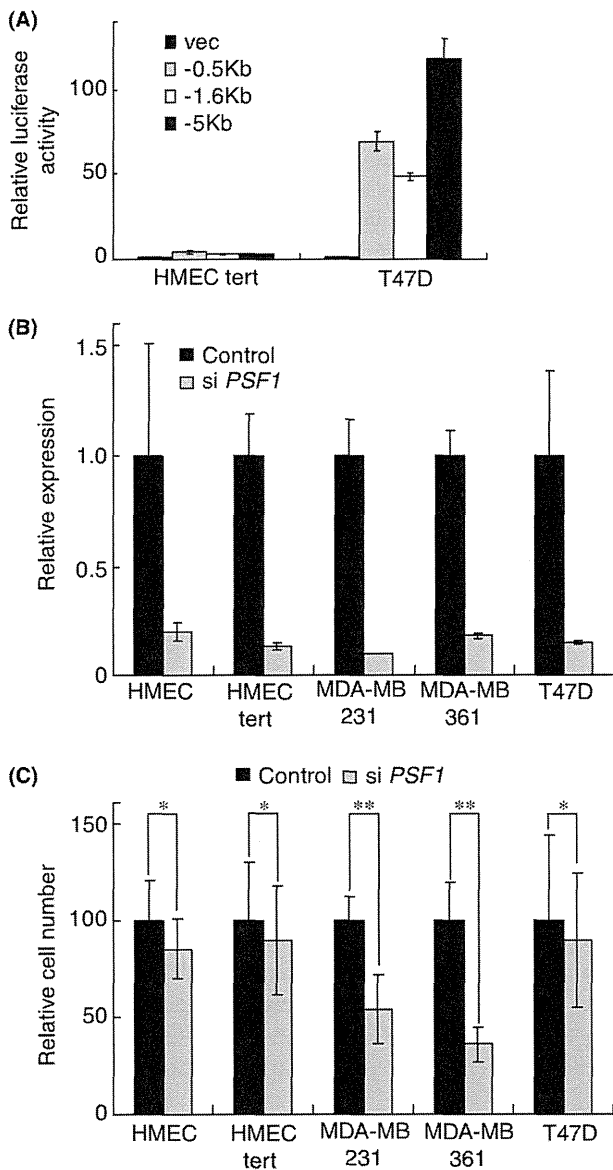 (A)
Relative luciferase
activity
100
50
0
vec
-0.5Kb
-1.6Kb
-5Kb
HMEC tert
T47D
(B)
Relative expression
1.5
1.0
0.5
0
Control
si PSF1
HMEC
HMEC
tert
MDA-MB
231
MDA-MB
361
T47D
(C)
Control
si PSF1
Relative cell number
150
100
50
0
*
*
**
**
*
HMEC
HMEC
tert
MDA-MB
231
MDA-MB
361
T47D